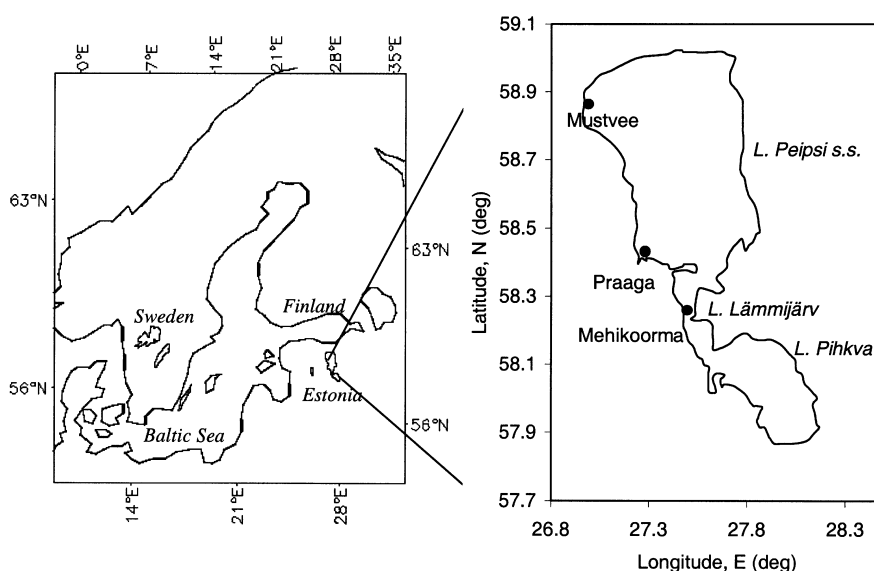 0°E
7°E
14°E
21°E
28°E
35°E
63°N
63°N
Sweden
Finland
56°N
Estonia
Baltic Sea
56°N
14°E
21°E
28°E
59.1
58.9
Mustvee
58.7
L. Peipsi s.s.
58.5
Latitude, N (deg)
Praaga
58.3
L. Lämmijärv
Mehikoorma
L. Pihkva
58.1
57.9
57.7
26.8
27.3
27.8
28.3
Longitude, E (deg)